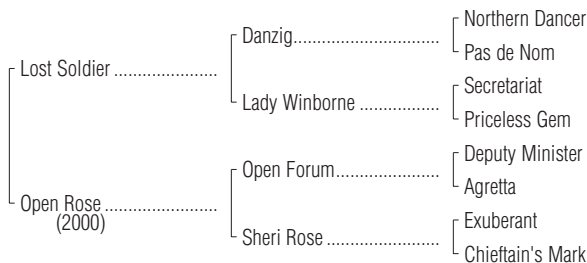 Northern Dancer
Danzig
Pas de Nom
Lost Soldier
Secretariat
Lady Winborne
Priceless Gem
Deputy Minister
Open Forum
Agretta
Open Rose
(2000)
Exuberant
Sheri Rose
Chieftain's Mark